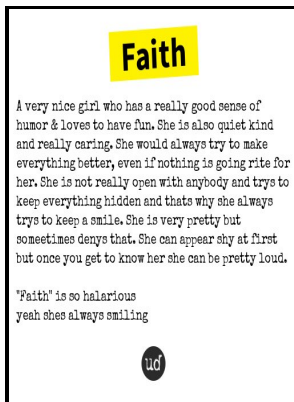 Faith
A very nice girl who has a really good sense of
humor & loves to have fun. She is also quiet kind
and really caring. She would always try to make
everything better, even if nothing is going rite for
her. She is not really open with anybody and trys to
keep everything hidden and thats why she always
trys to keep a smile. She is very pretty but
someetimes denys that. She can appear shy at first
but once you get to know her she can be pretty loud.
"Faith" is so halarious
yeah shes always smiling
ud